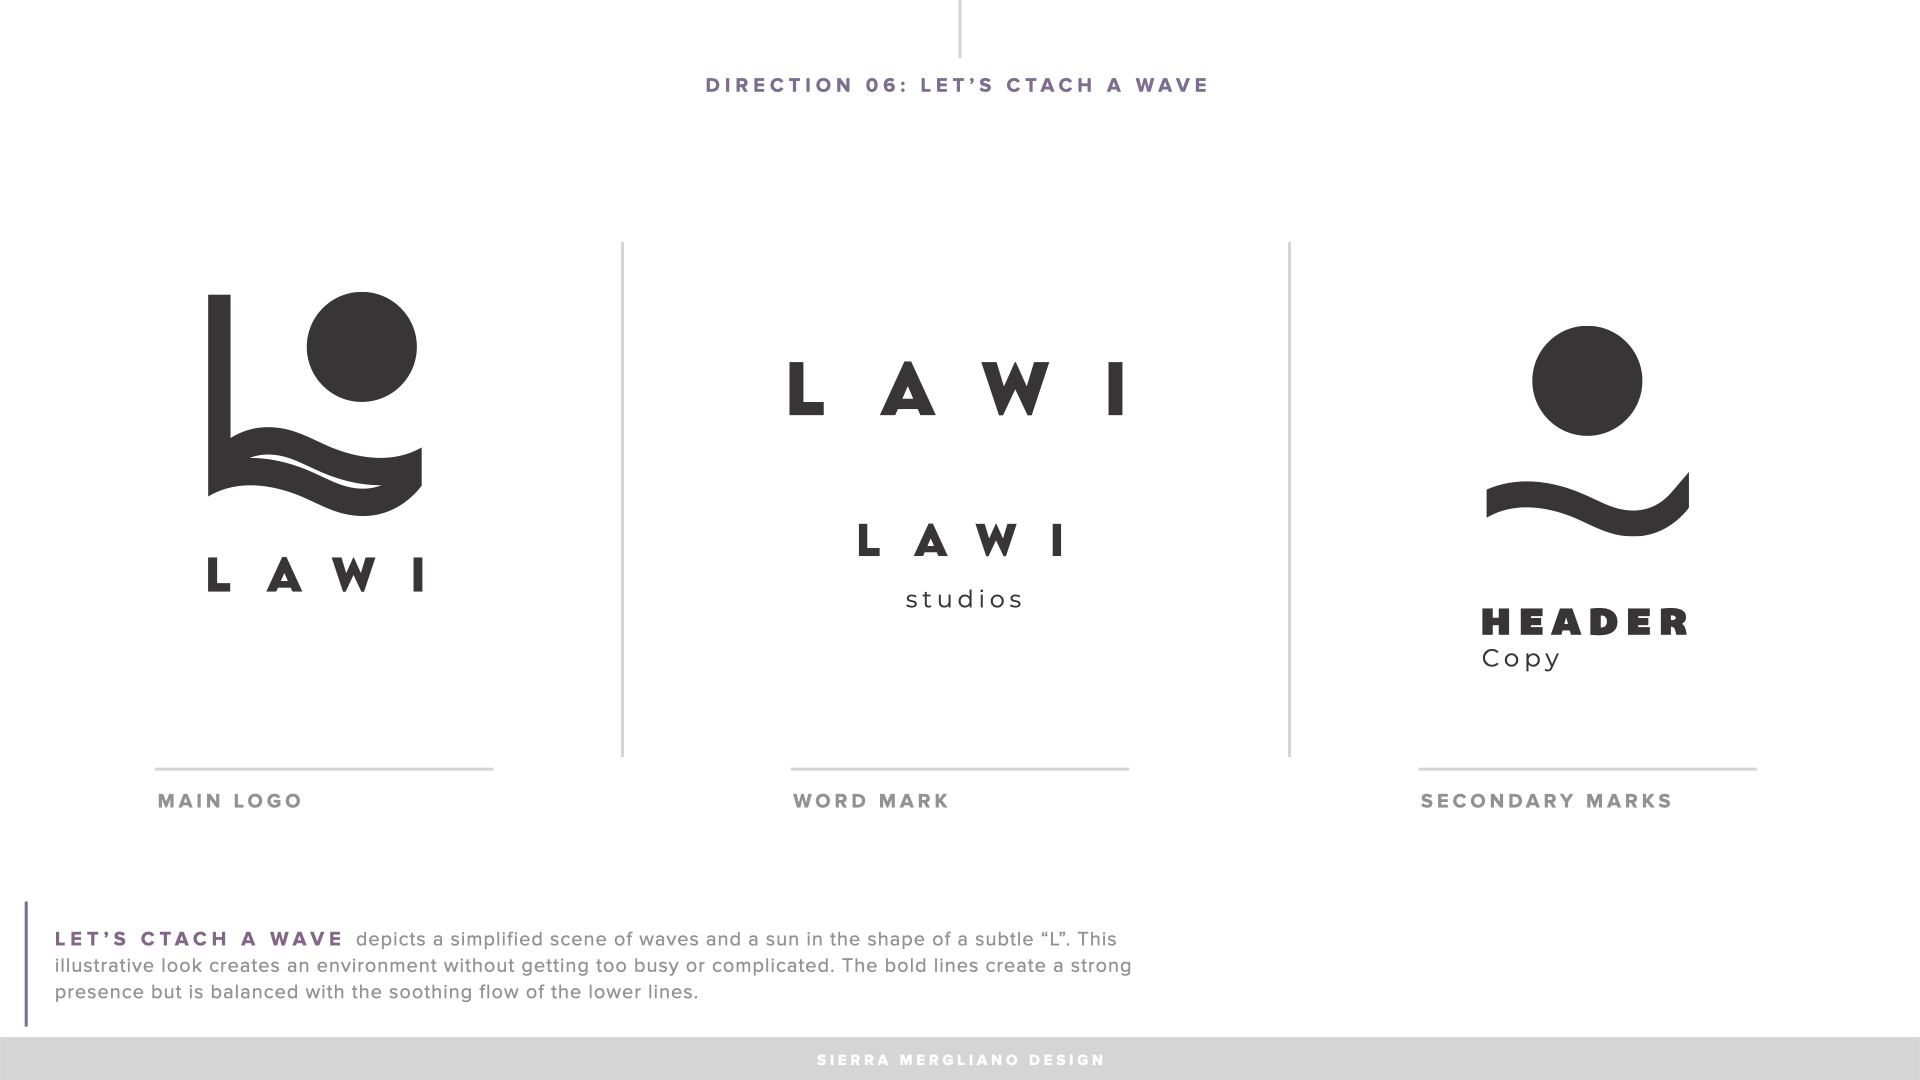 DIRECTION 06: LET’S CTACH A WAVE
LAWI
LAWI
LAWI
studios
HEADER
Copy
MAIN LOGO
WORD MARK
SECONDARY MARKS
LET’S CTACH A WAVE depicts a simplified scene of waves and a sun in the shape of a subtle “L”. This
illustrative look creates an environment without getting too busy or complicated. The bold lines create a strong
presence but is balanced with the soothing flow of the lower lines.
SIERRA MERGLIANO DESIGN